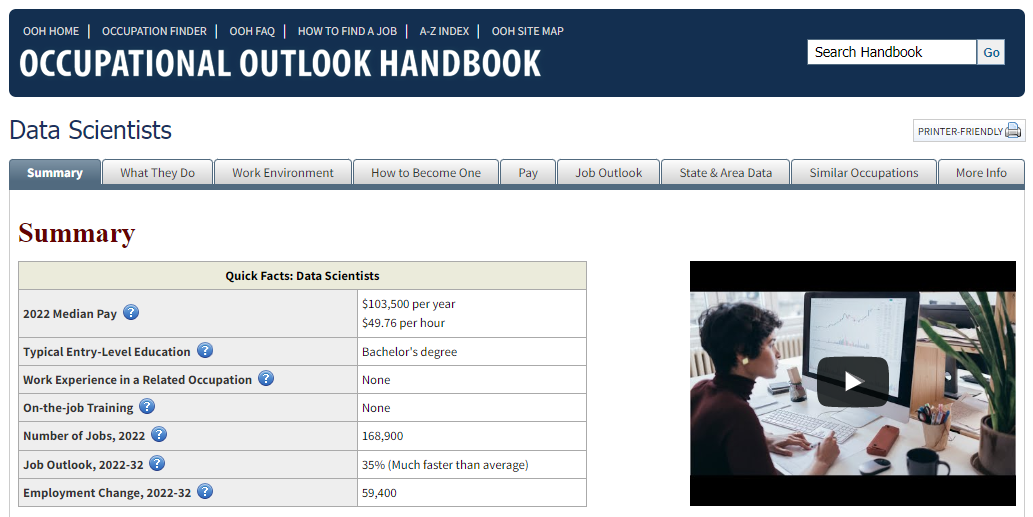 OOH HOME | OCCUPATION FINDER | OOH FAQ | HOW TO FIND A JOB | A-Z INDEX | OOH SITE MAP
OCCUPATIONAL OUTLOOK HANDBOOK
Search Handbook Go
Data Scientists
PRINTER-FRIENDLY
Summary What They Do Work Environment How to Become One Pay Job Outlook State & Area Data Similar Occupations More Info
Summary
Quick Facts: Data Scientists
2022 Median Pay ? $103,500 per year
$49.76 per hour
Typical Entry-Level Education ? Bachelor's degree
Work Experience in a Related Occupation ? None
On-the-job Training ? None
Number of Jobs, 2022 ? 168,900
Job Outlook, 2022-32 ? 35% (Much faster than average)
Employment Change, 2022-32 ? 59,400